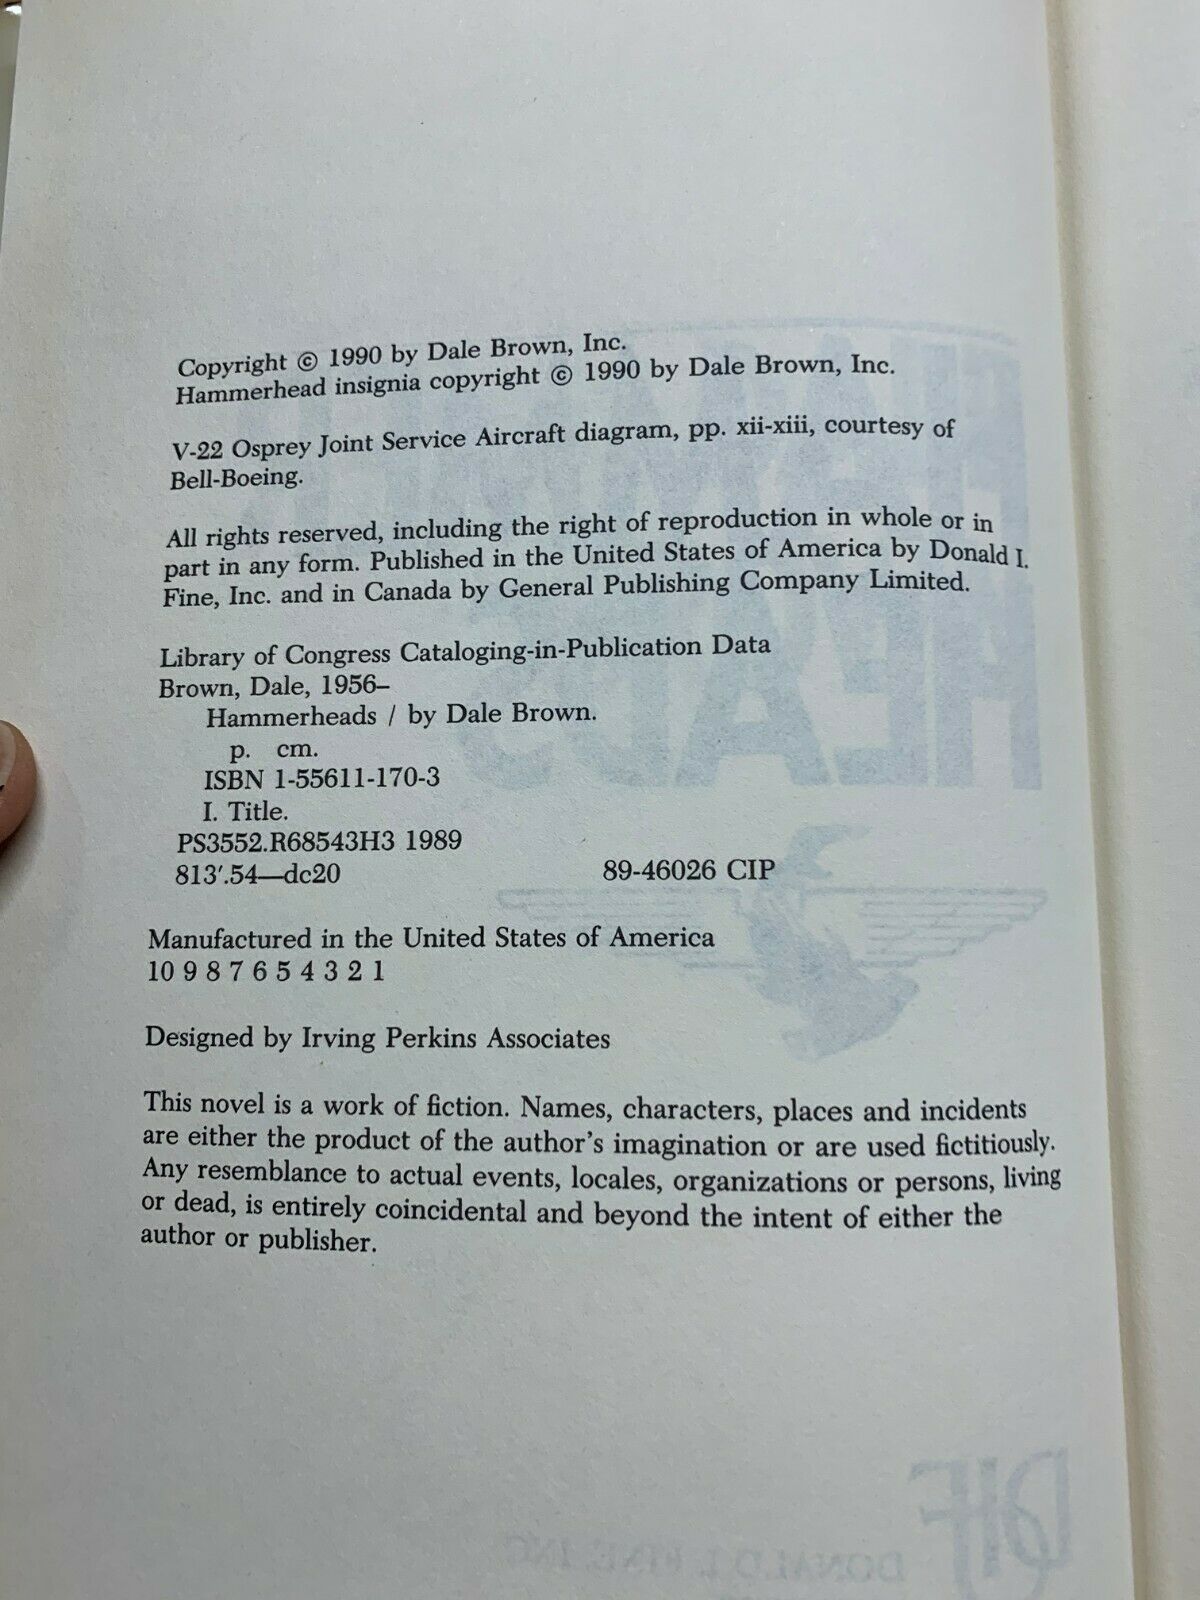 Copyright © 1990 by Dale Brown, Inc.
Hammerhead insignia copyright © 1990 by Dale Brown, Inc.
V-22 Osprey Joint Service Aircraft diagram, pp. xii-xiii, courtesy of
Bell-Boeing.
All rights reserved, including the right of reproduction in whole or in
part in any form. Published in the United States of America by Donald I.
Fine, Inc. and in Canada by General Publishing Company Limited.
Library of Congress Cataloging-in-Publication Data
Brown, Dale, 1956–
Hammerheads / by Dale Brown.
p. cm.
ISBN 1-55611-170-3
I. Title.
PS3552.R68543H3 1989
813′.54—dc20 89-46026 CIP
Manufactured in the United States of America
10 9 8 7 6 5 4 3 2 1
Designed by Irving Perkins Associates
This novel is a work of fiction. Names, characters, places and incidents
are either the product of the author's imagination or are used fictitiously.
Any resemblance to actual events, locales, organizations or persons, living
or dead, is entirely coincidental and beyond the intent of either the
author or publisher.
HAMMER
HEADS
DIF
DONALD I. FINE, INC.